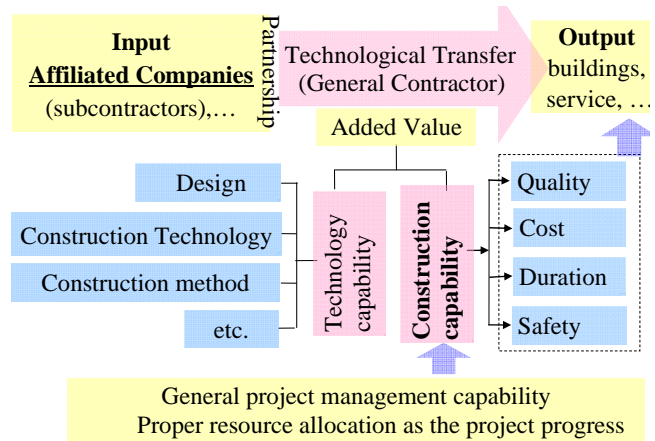 Input
Affiliated Companies
(subcontractors),…
Partnership
Technological Transfer
(General Contractor)
Output
buildings,
service, …
Added Value
Design
Construction Technology
Construction method
etc.
Technology
capability
Construction
capability
Quality
Cost
Duration
Safety
General project management capability
Proper resource allocation as the project progress